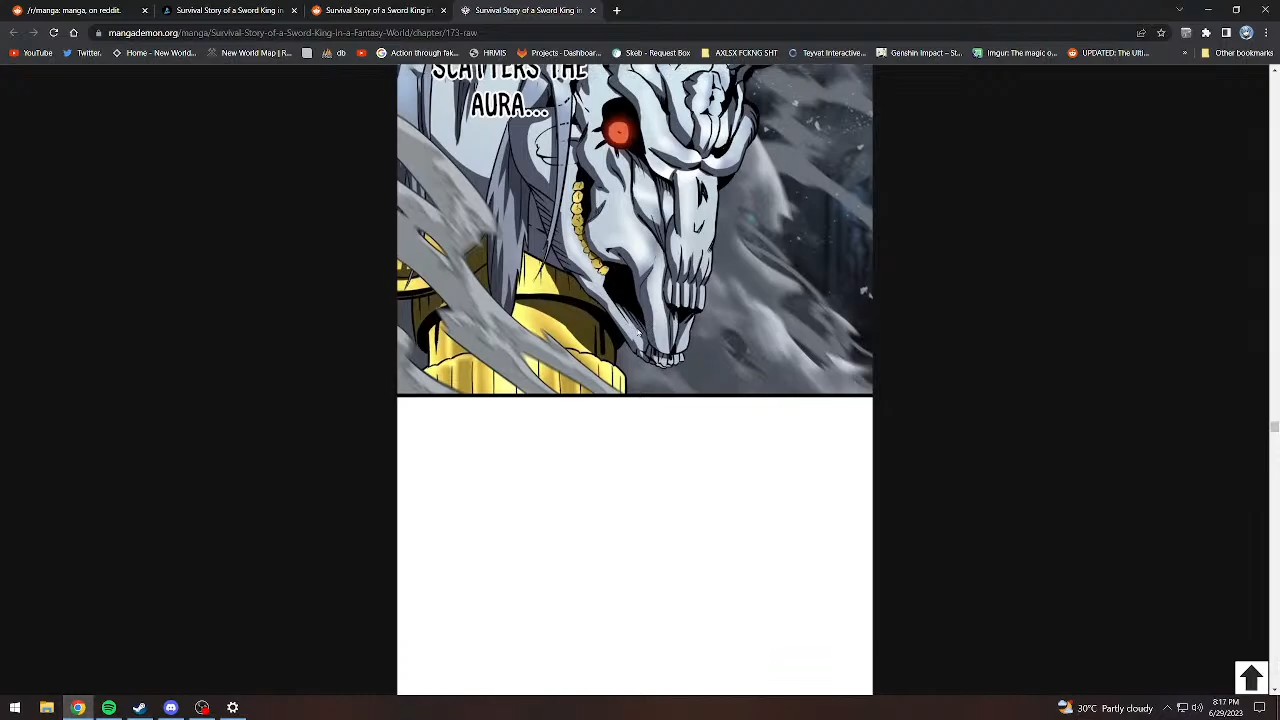 /r/manga: manga, on reddit.
Survival Story of a Sword King in
Survival Story of a Sword King in
Survival Story of a Sword King in
mangademon.org/manga/Survival-Story-of-a-Sword-King-in-a-Fantasy-World/chapter/173-raw
YouTube
Twitter
Home - New World...
New World Map | R...
db
Action through fak...
HRMIS
Projects · Dashboar...
Skeb - Request Box
XLSX FCKNG SHT
Teyvat Interactive...
Genshin Impact - S...
Imgur: The magic o...
UPDATED: The Ulti...
Other bookmarks
SCATTERS THE
AURA...
30°C Partly cloudy
8:17 PM
6/29/2023